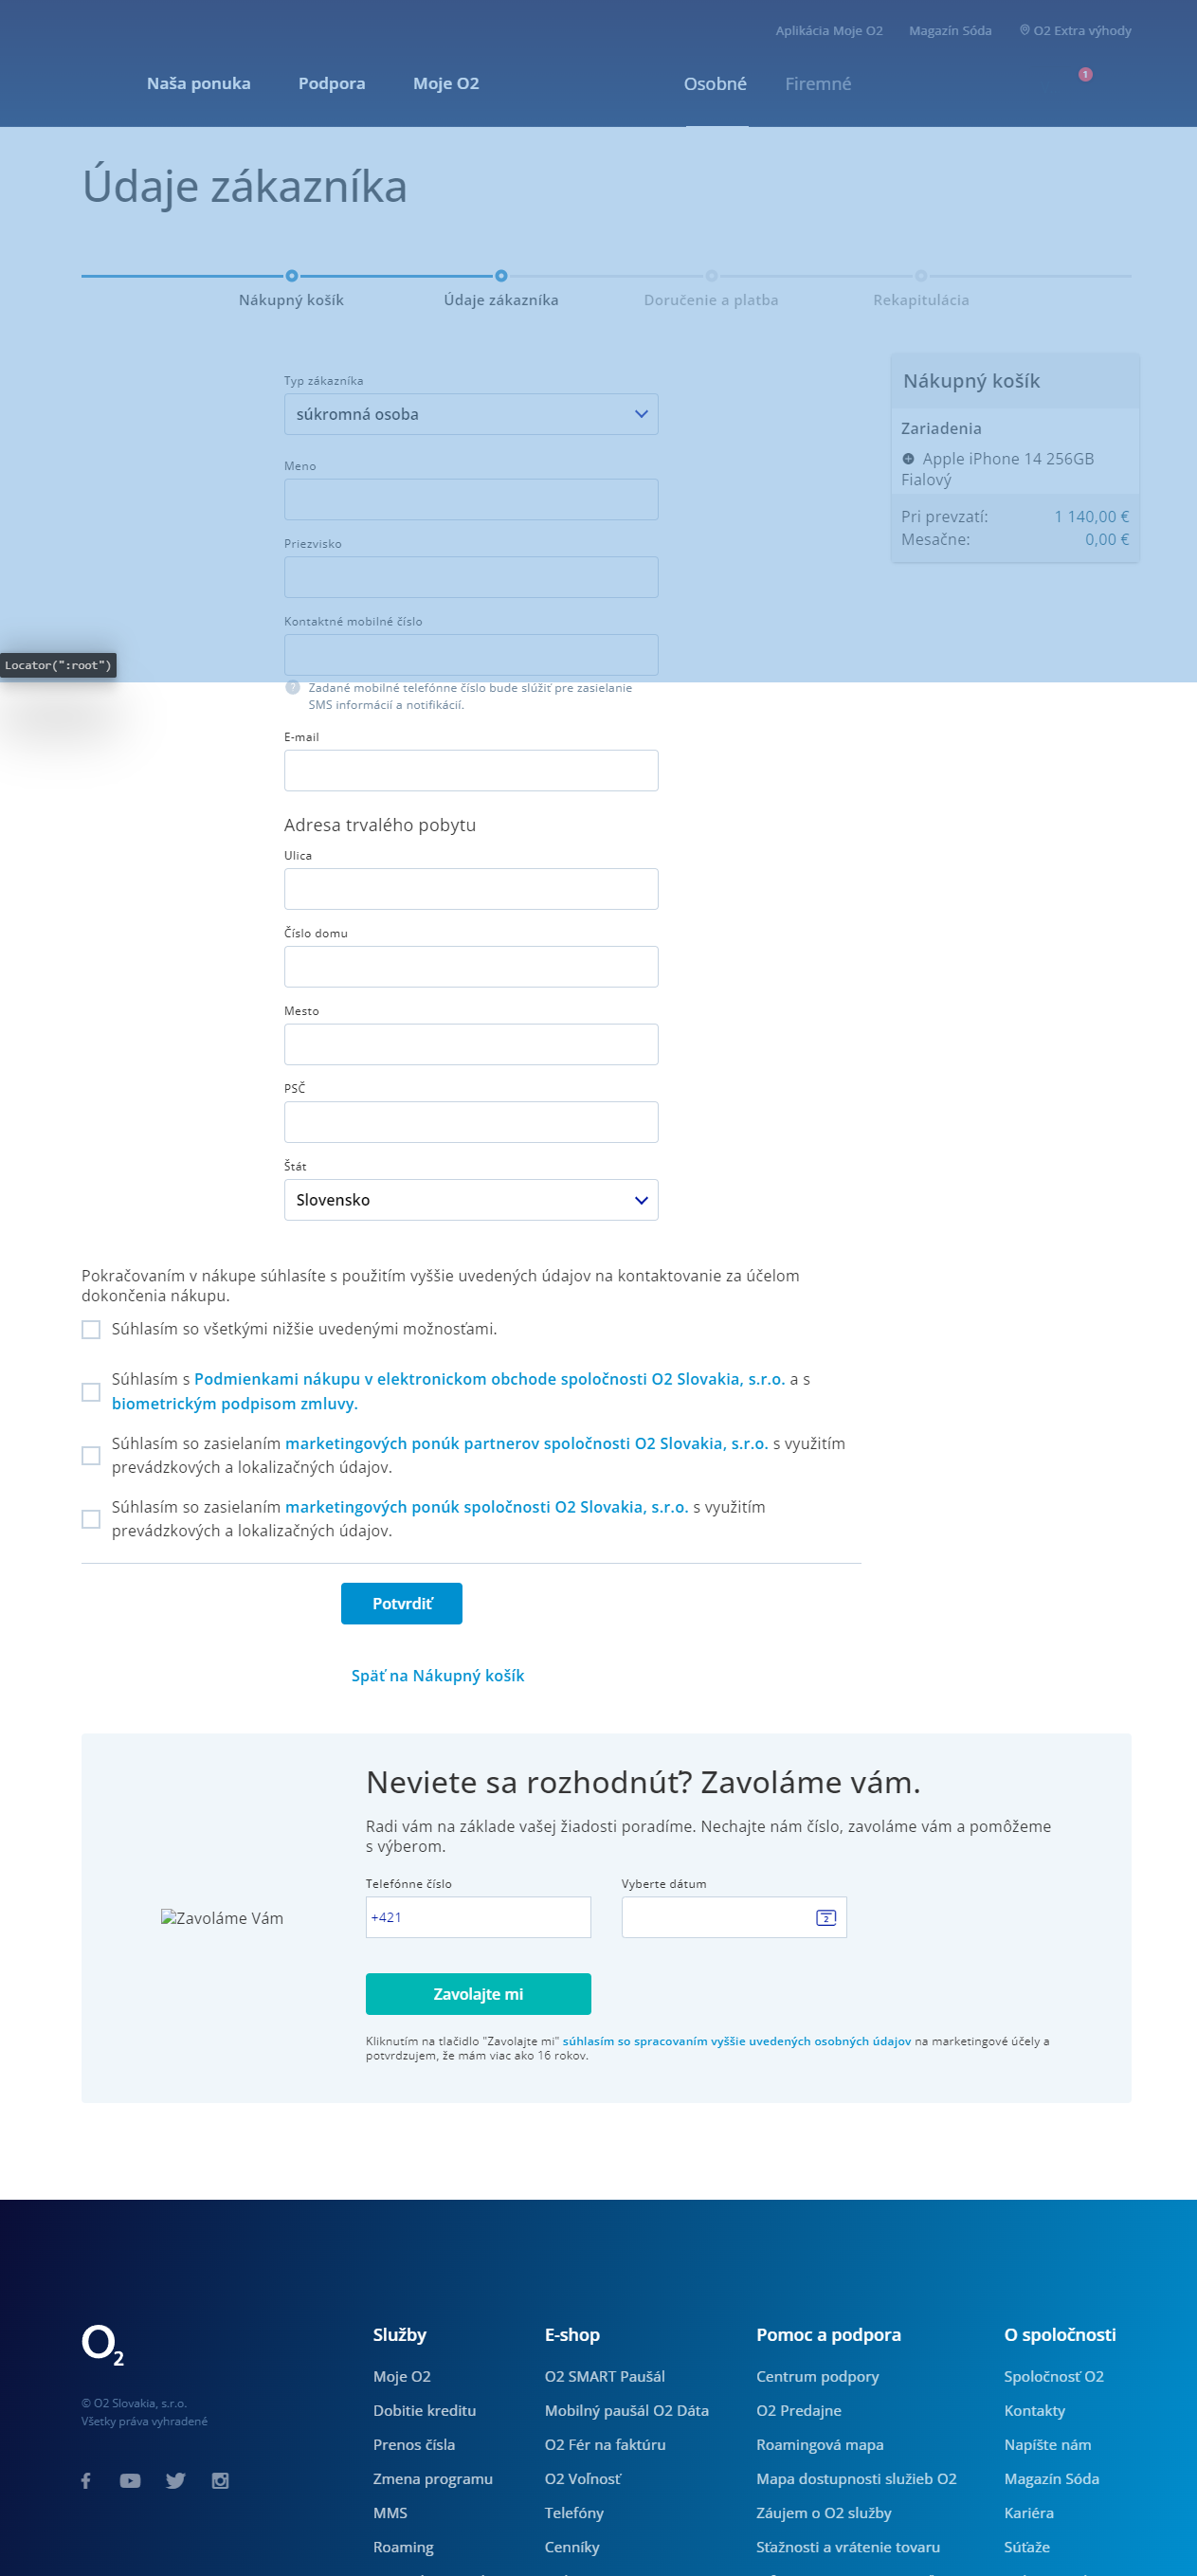 Aplikácia Moje O2 Magazín Sóda O2 Extra výhody
Naša ponuka Podpora Moje O2 Osobné Firemné 1
Údaje zákazníka
Nákupný košík Údaje zákazníka Doručenie a platba Rekapitulácia
Typ zákazníka
súkromná osoba
Nákupný košík
Zariadenia
Apple iPhone 14 256GB
Fialový
Pri prevzatí: 1 140,00 €
Mesačne: 0,00 €
Meno
Priezvisko
Kontaktné mobilné číslo
Locator(":root")
? Zadané mobilné telefónne číslo bude slúžiť pre zasielanie
SMS informácií a notifikácií.
E-mail
Adresa trvalého pobytu
Ulica
Číslo domu
Mesto
PSČ
Štát
Slovensko
Pokračovaním v nákupe súhlasíte s použitím vyššie uvedených údajov na kontaktovanie za účelom
dokončenia nákupu.
Súhlasím so všetkými nižšie uvedenými možnosťami.
Súhlasím s Podmienkami nákupu v elektronickom obchode spoločnosti O2 Slovakia, s.r.o. a s
biometrickým podpisom zmluvy.
Súhlasím so zasielaním marketingových ponúk partnerov spoločnosti O2 Slovakia, s.r.o. s využitím
prevádzkových a lokalizačných údajov.
Súhlasím so zasielaním marketingových ponúk spoločnosti O2 Slovakia, s.r.o. s využitím
prevádzkových a lokalizačných údajov.
Potvrdiť
Späť na Nákupný košík
Neviete sa rozhodnúť? Zavoláme vám.
Radi vám na základe vašej žiadosti poradíme. Nechajte nám číslo, zavoláme vám a pomôžeme
s výberom.
Telefónne číslo Vyberte dátum
Zavoláme Vám
+421 2
Zavolajte mi
Kliknutím na tlačidlo "Zavolajte mi" súhlasím so spracovaním vyššie uvedených osobných údajov na marketingové účely a
potvrdzujem, že mám viac ako 16 rokov.
O2
© O2 Slovakia, s.r.o.
Všetky práva vyhradené
Služby
Moje O2
Dobitie kreditu
Prenos čísla
Zmena programu
MMS
Roaming
E-shop
O2 SMART Paušál
Mobilný paušál O2 Dáta
O2 Fér na faktúru
O2 Voľnosť
Telefóny
Cenníky
Pomoc a podpora
Centrum podpory
O2 Predajne
Roamingová mapa
Mapa dostupnosti služieb O2
Záujem o O2 služby
Sťažnosti a vrátenie tovaru
O spoločnosti
Spoločnosť O2
Kontakty
Napíšte nám
Magazín Sóda
Kariéra
Súťaže